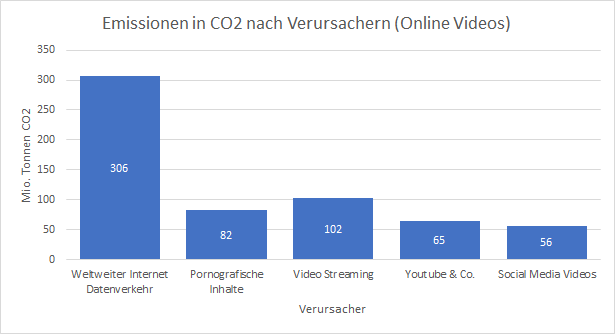 Emissionen in CO2 nach Verursachern (Online Videos)
350
300
250
200
150
100
50
0
Mio. Tonnen CO2
306
82
102
65
56
Weltweiter Internet
Datenverkehr
Pornografische
Inhalte
Video Streaming
Youtube & Co.
Social Media Videos
Verursacher